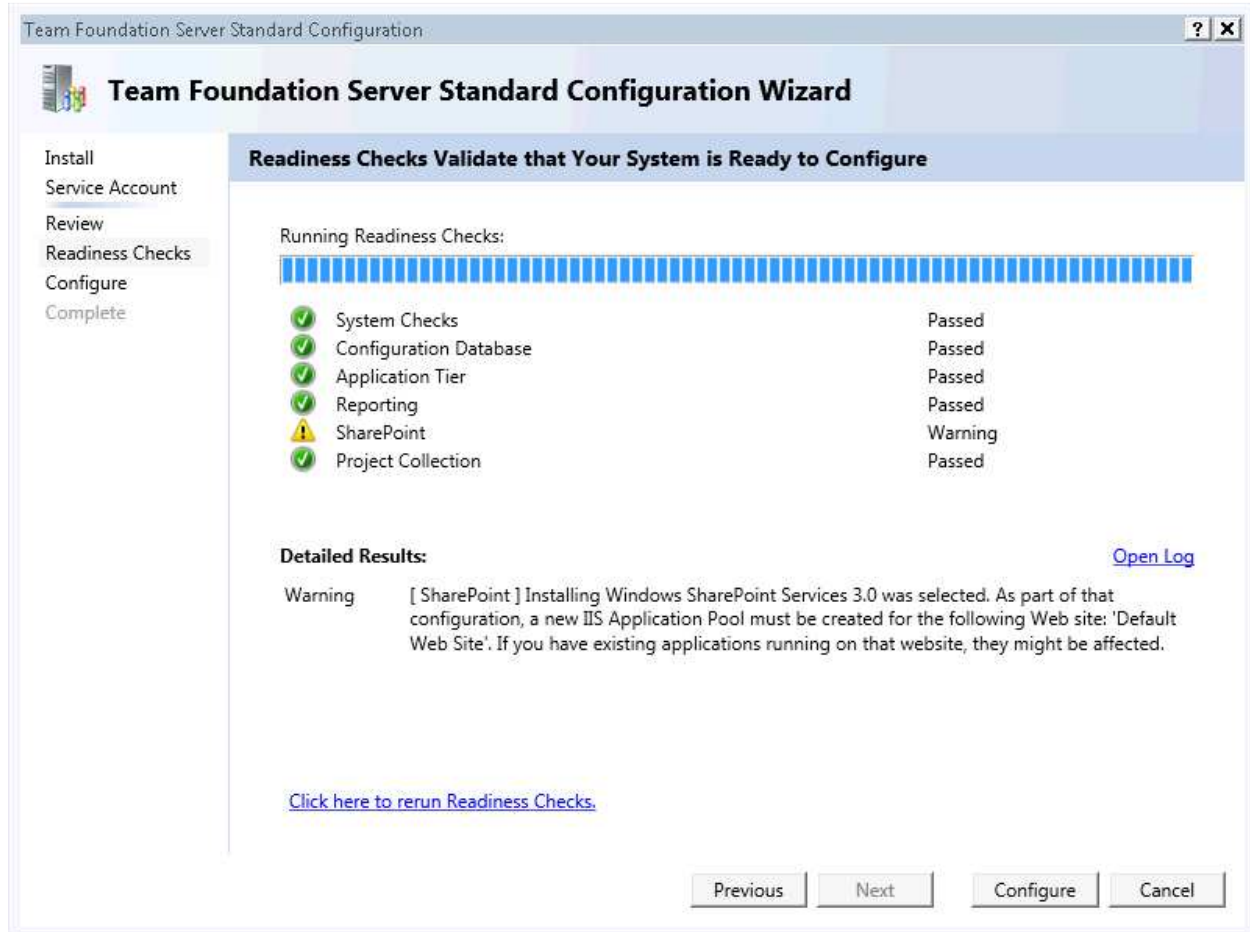 Team Foundation Server Standard Configuration
? X
Team Foundation Server Standard Configuration Wizard
Install
Service Account
Review
Readiness Checks
Configure
Complete
Readiness Checks Validate that Your System is Ready to Configure
Running Readiness Checks:
System Checks Passed
Configuration Database Passed
Application Tier Passed
Reporting Passed
SharePoint Warning
Project Collection Passed
Detailed Results: Open Log
Warning [ SharePoint ] Installing Windows SharePoint Services 3.0 was selected. As part of that
configuration, a new IIS Application Pool must be created for the following Web site: 'Default
Web Site'. If you have existing applications running on that website, they might be affected.
Click here to rerun Readiness Checks.
Previous Next Configure Cancel